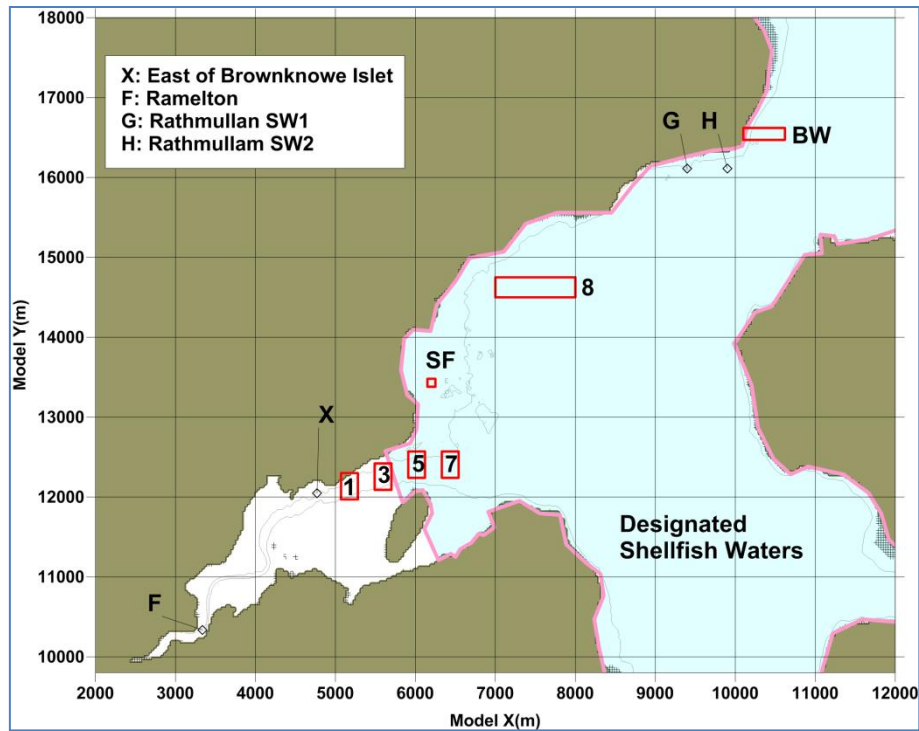 18000
17000
16000
15000
14000
13000
12000
11000
10000
Model Y(m)
X: East of Brownknowe Islet
F: Ramelton
G: Rathmullan SW1
H: Rathmullam SW2
G H
BW
8
SF
X
1 3 5 7
Designated
Shellfish Waters
F
2000 3000 4000 5000 6000 7000 8000 9000 10000 11000 12000
Model X(m)